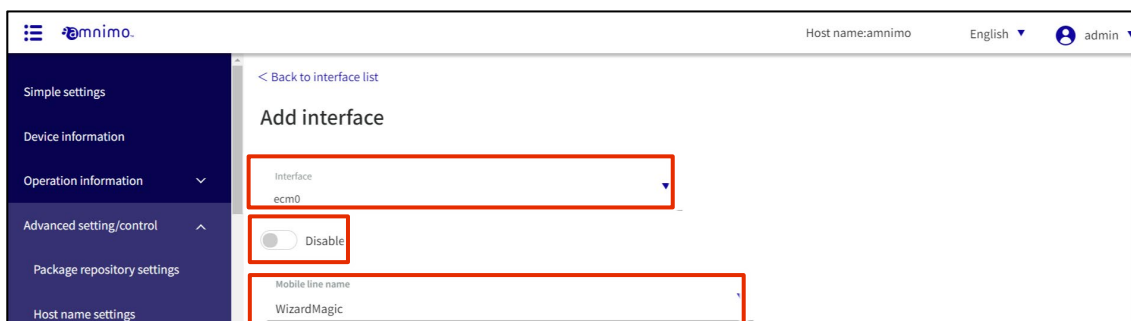 amnimo
Host name:amnimo
English
admin
Simple settings
Device information
Operation information
Advanced setting/control
Package repository settings
Host name settings
< Back to interface list
Add interface
Interface
ecm0
Disable
Mobile line name
WizardMagic